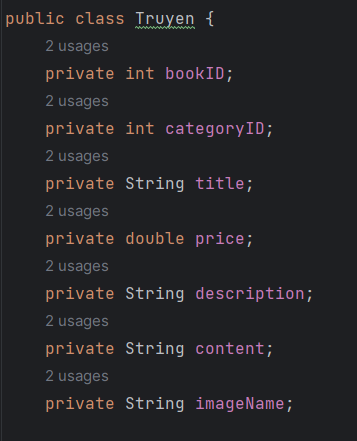 public class Truyen {
2 usages
private int bookID;
2 usages
private int categoryID;
2 usages
private String title;
2 usages
private double price;
2 usages
private String description;
2 usages
private String content;
2 usages
private String imageName;